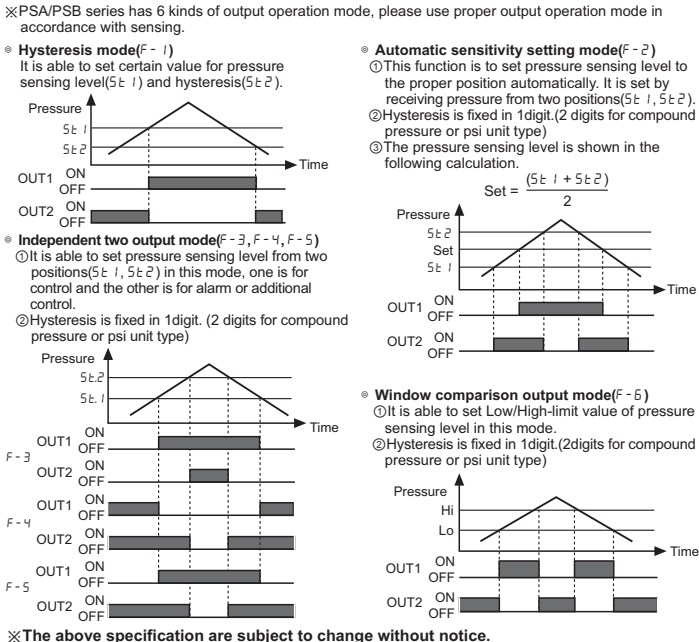 ※PSA/PSB series has 6 kinds of output operation mode, please use proper output operation mode in
accordance with sensing.
◎ Hysteresis mode(F-1)
It is able to set certain value for pressure
sensing level(St1) and hysteresis(St2).
Pressure
St1
St2
Time
OUT1 ON
OFF
OUT2 ON
OFF
◎ Independent two output mode(F-3, F-4, F-5)
①It is able to set pressure sensing level from two
positions(St1, St2) in this mode, one is for
control and the other is for alarm or additional
control.
②Hysteresis is fixed in 1digit. (2 digits for compound
pressure or psi unit type)
Pressure
St.2
St.1
Time
F-3
OUT1 ON
OFF
OUT2 ON
OFF
F-4
OUT1 ON
OFF
OUT2 ON
OFF
F-5
OUT1 ON
OFF
OUT2 ON
OFF
◎ Automatic sensitivity setting mode(F-2)
①This function is to set pressure sensing level to
the proper position automatically. It is set by
receiving pressure from two positions(St1, St2).
②Hysteresis is fixed in 1digit.(2 digits for compound
pressure or psi unit type)
③The pressure sensing level is shown in the
following calculation.
Set = (St1 + St2)
2
Pressure
St2
Set
St1
Time
OUT1 ON
OFF
OUT2 ON
OFF
◎ Window comparison output mode(F-6)
①It is able to set Low/High-limit value of pressure
sensing level in this mode.
②Hysteresis is fixed in 1digit.(2digits for compound
pressure or psi unit type)
Pressure
Hi
Lo
Time
OUT1 ON
OFF
OUT2 ON
OFF
※The above specification are subject to change without notice.